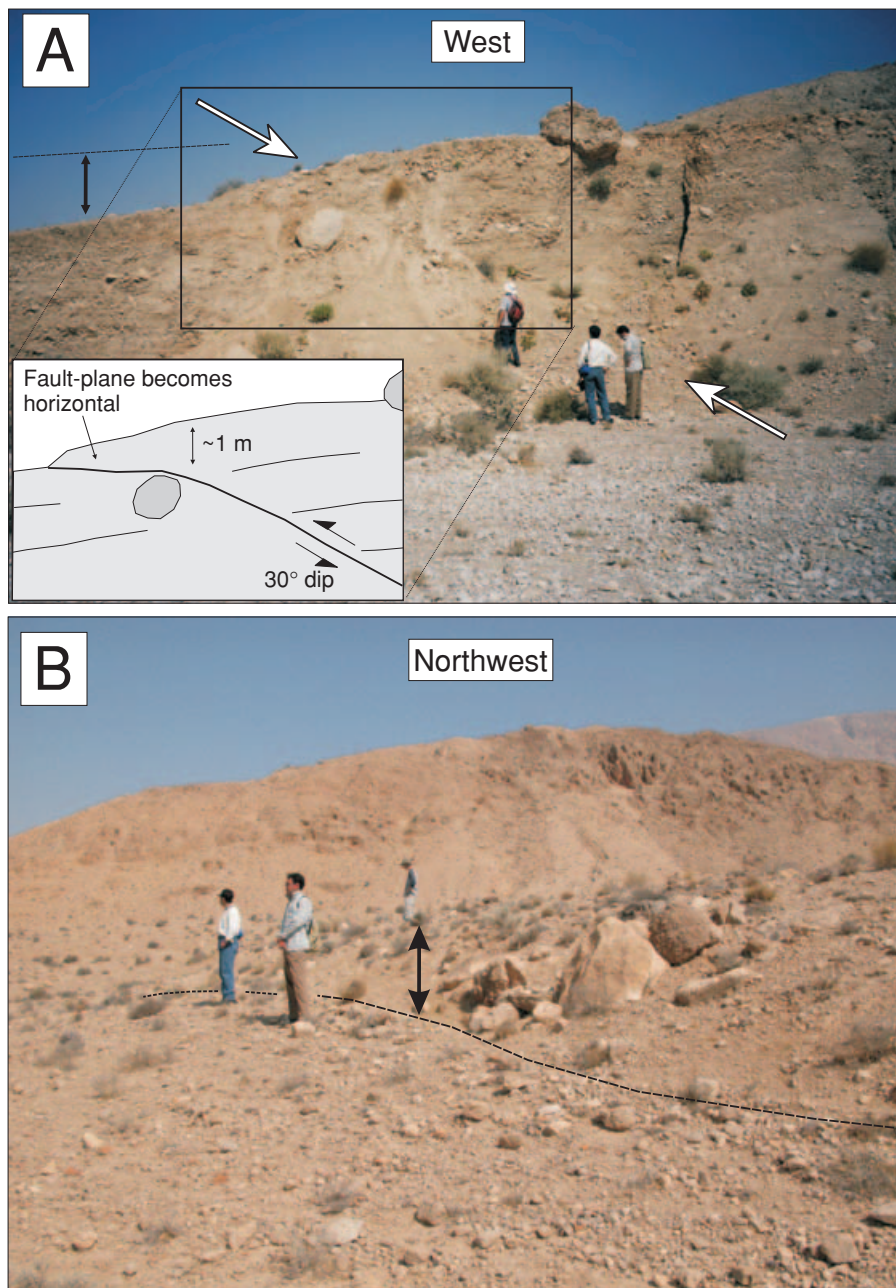 A
West
Fault-plane becomes
horizontal
~1 m
30° dip
B
Northwest